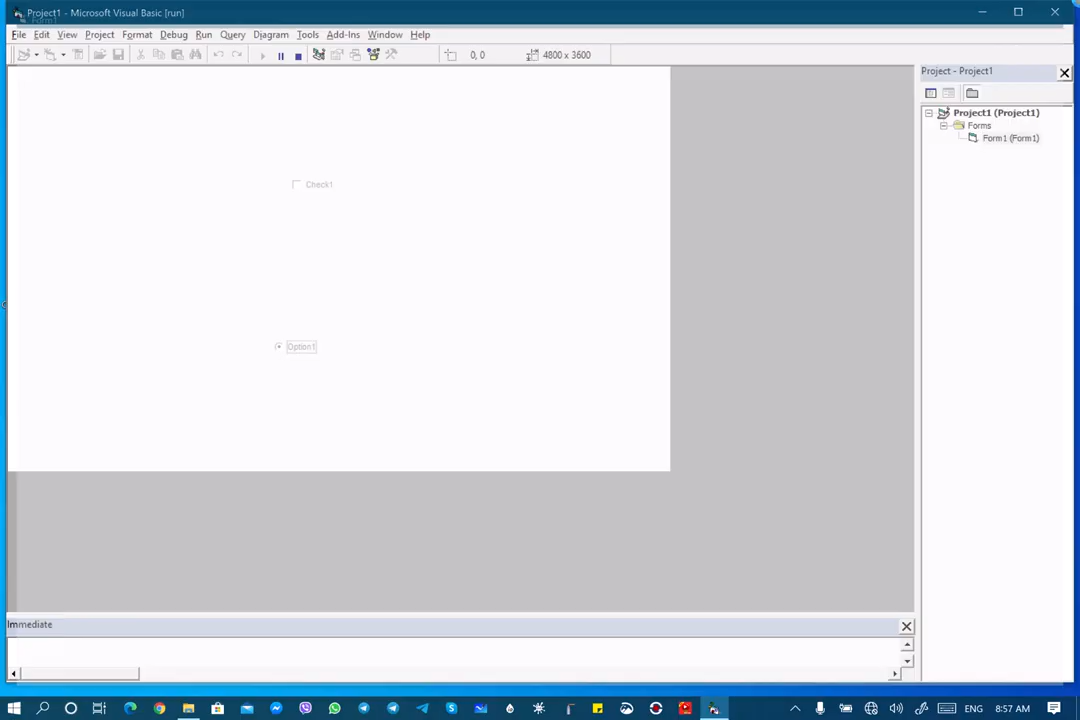 Project1 - Microsoft Visual Basic [run]
Form1
File Edit View Project Format Debug Run Query Diagram Tools Add-Ins Window Help
0, 0 4800 x 3600
Project - Project1
Project1 (Project1)
Forms
Form1 (Form1)
Check1
Option1
Immediate
ENG 8:57 AM